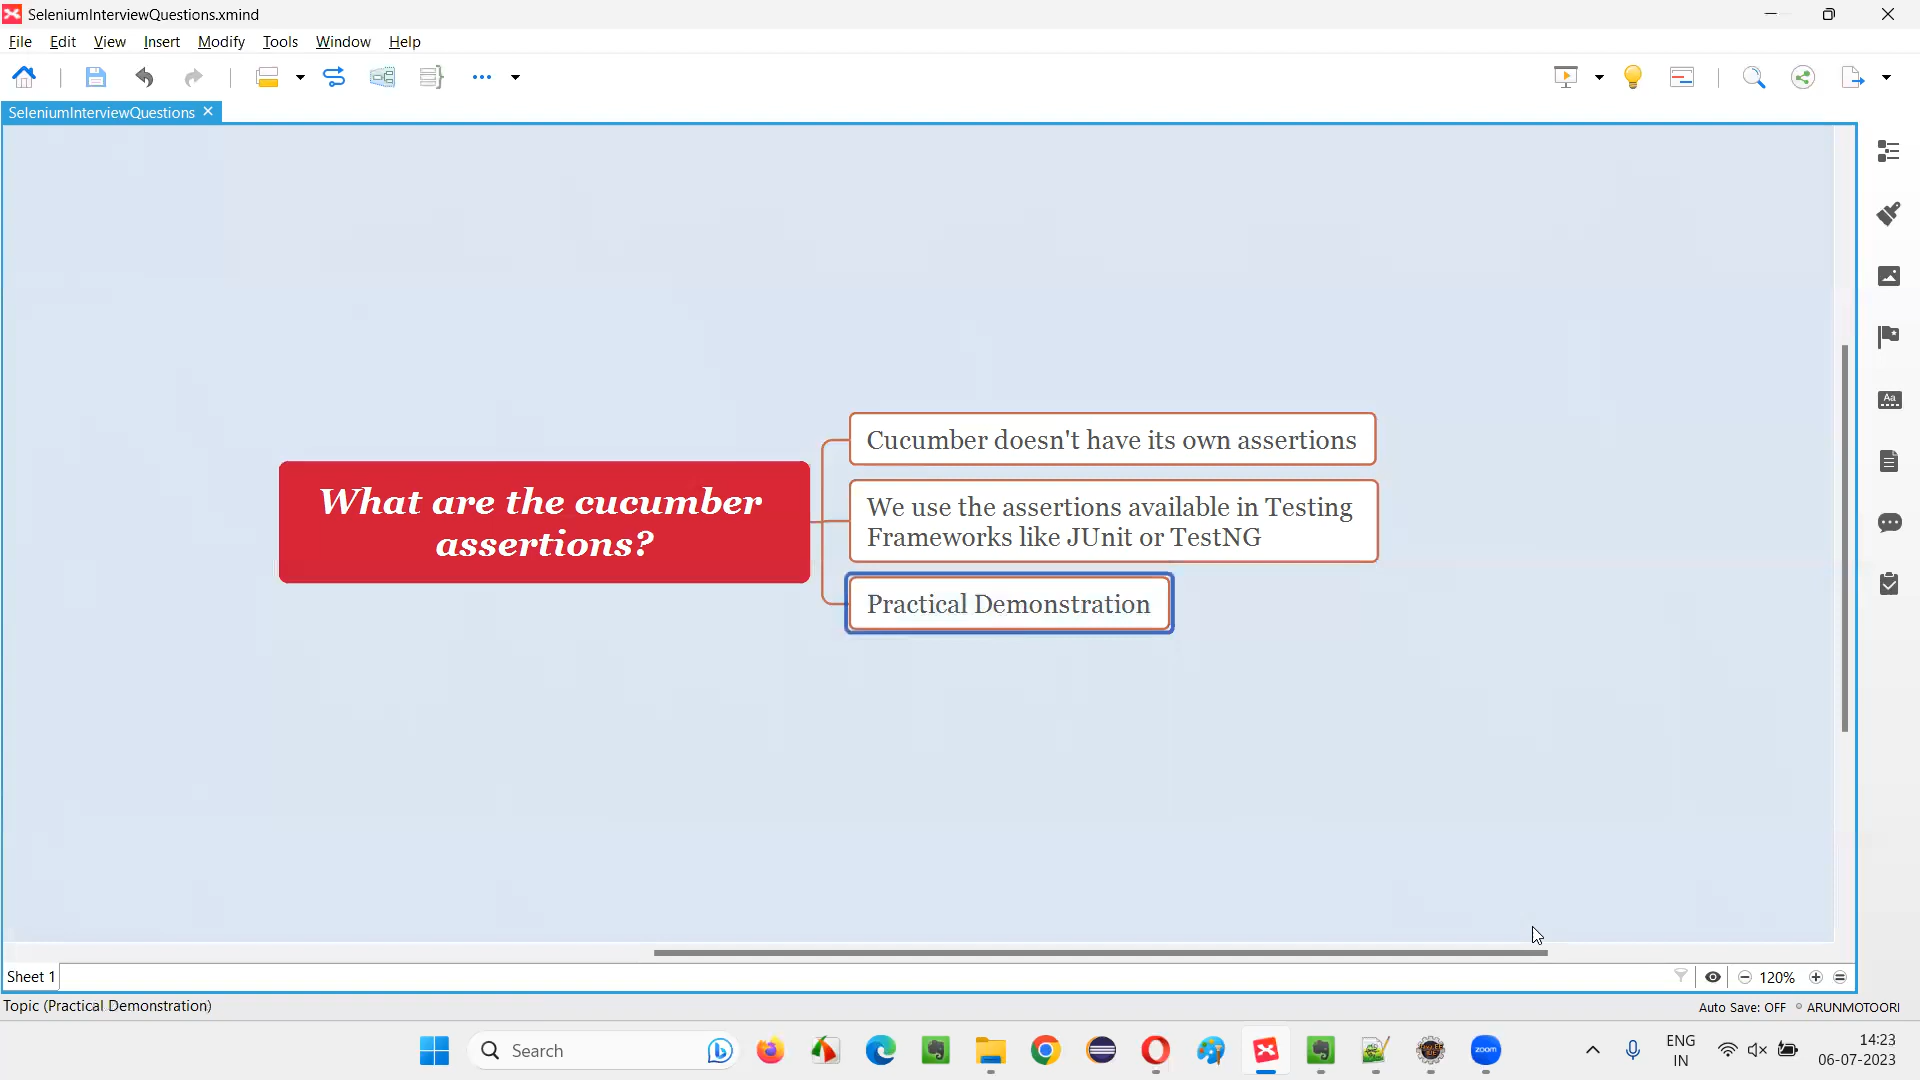 SeleniumInterviewQuestions.xmind
File Edit View Insert Modify Tools Window Help
SeleniumInterviewQuestions
What are the cucumber
assertions?
Cucumber doesn't have its own assertions
We use the assertions available in Testing
Frameworks like JUnit or TestNG
Practical Demonstration
Aa
Sheet 1
120%
Topic (Practical Demonstration)
Auto Save: OFF
ARUNMOTOORI
Search
zoom
ENG
IN
14:23
06-07-2023